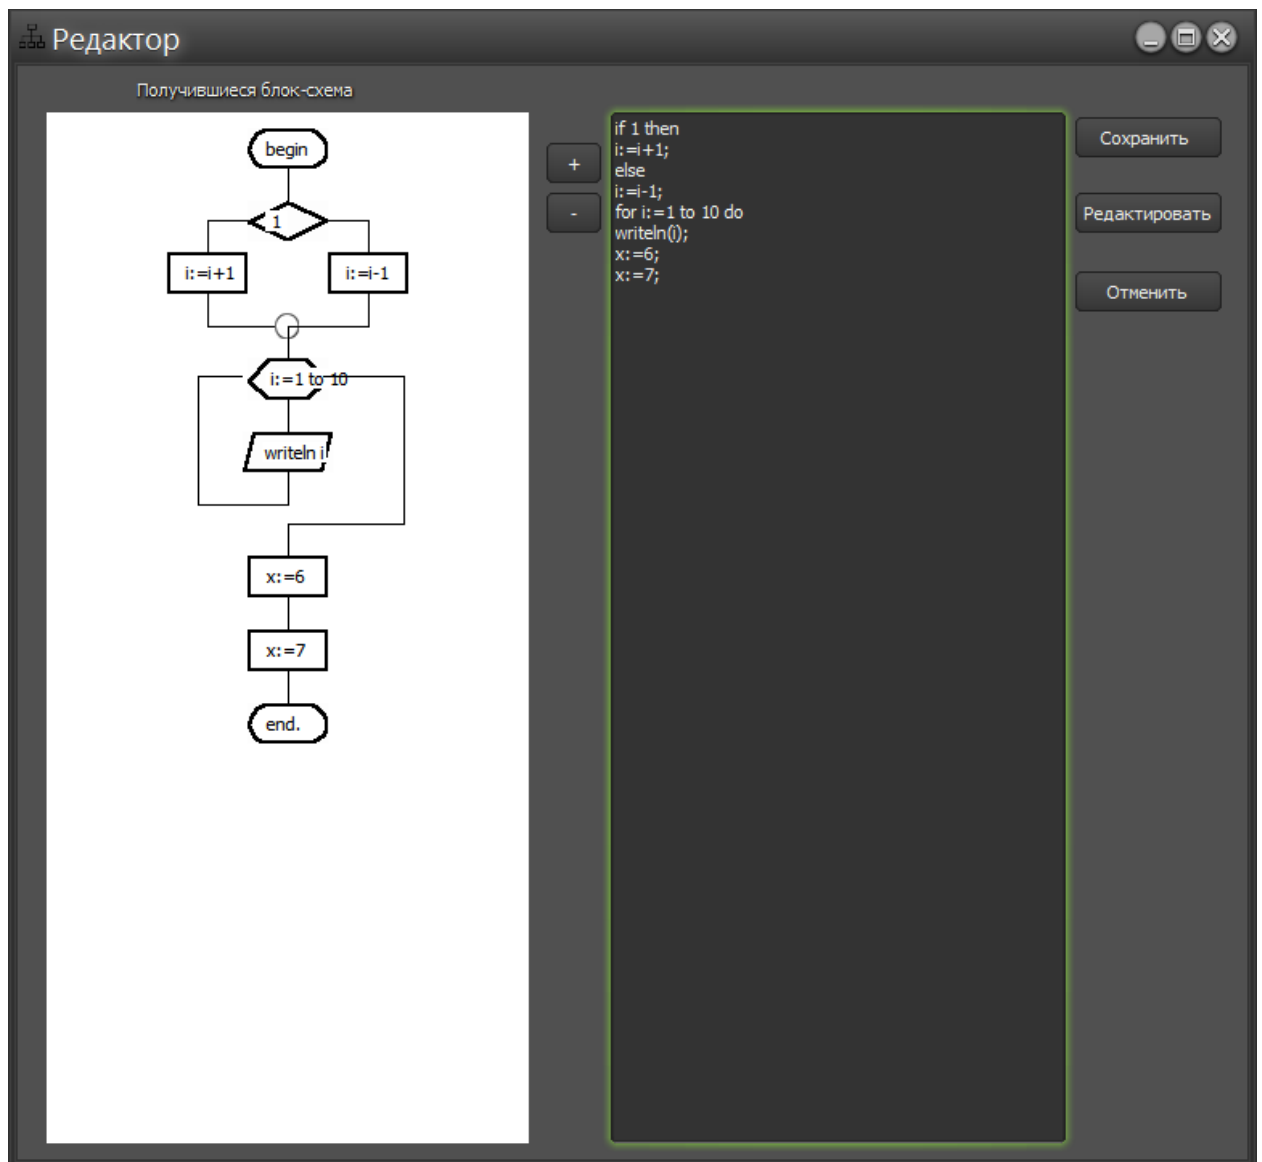 Редактор
Получившиеся блок-схема
begin
1
i:=i+1
i:=i-1
i:=1 to 10
writeln i
x:=6
x:=7
end.
+
-
if 1 then
i:=i+1;
else
i:=i-1;
for i:=1 to 10 do
writeln(i);
x:=6;
x:=7;
Сохранить
Редактировать
Отменить